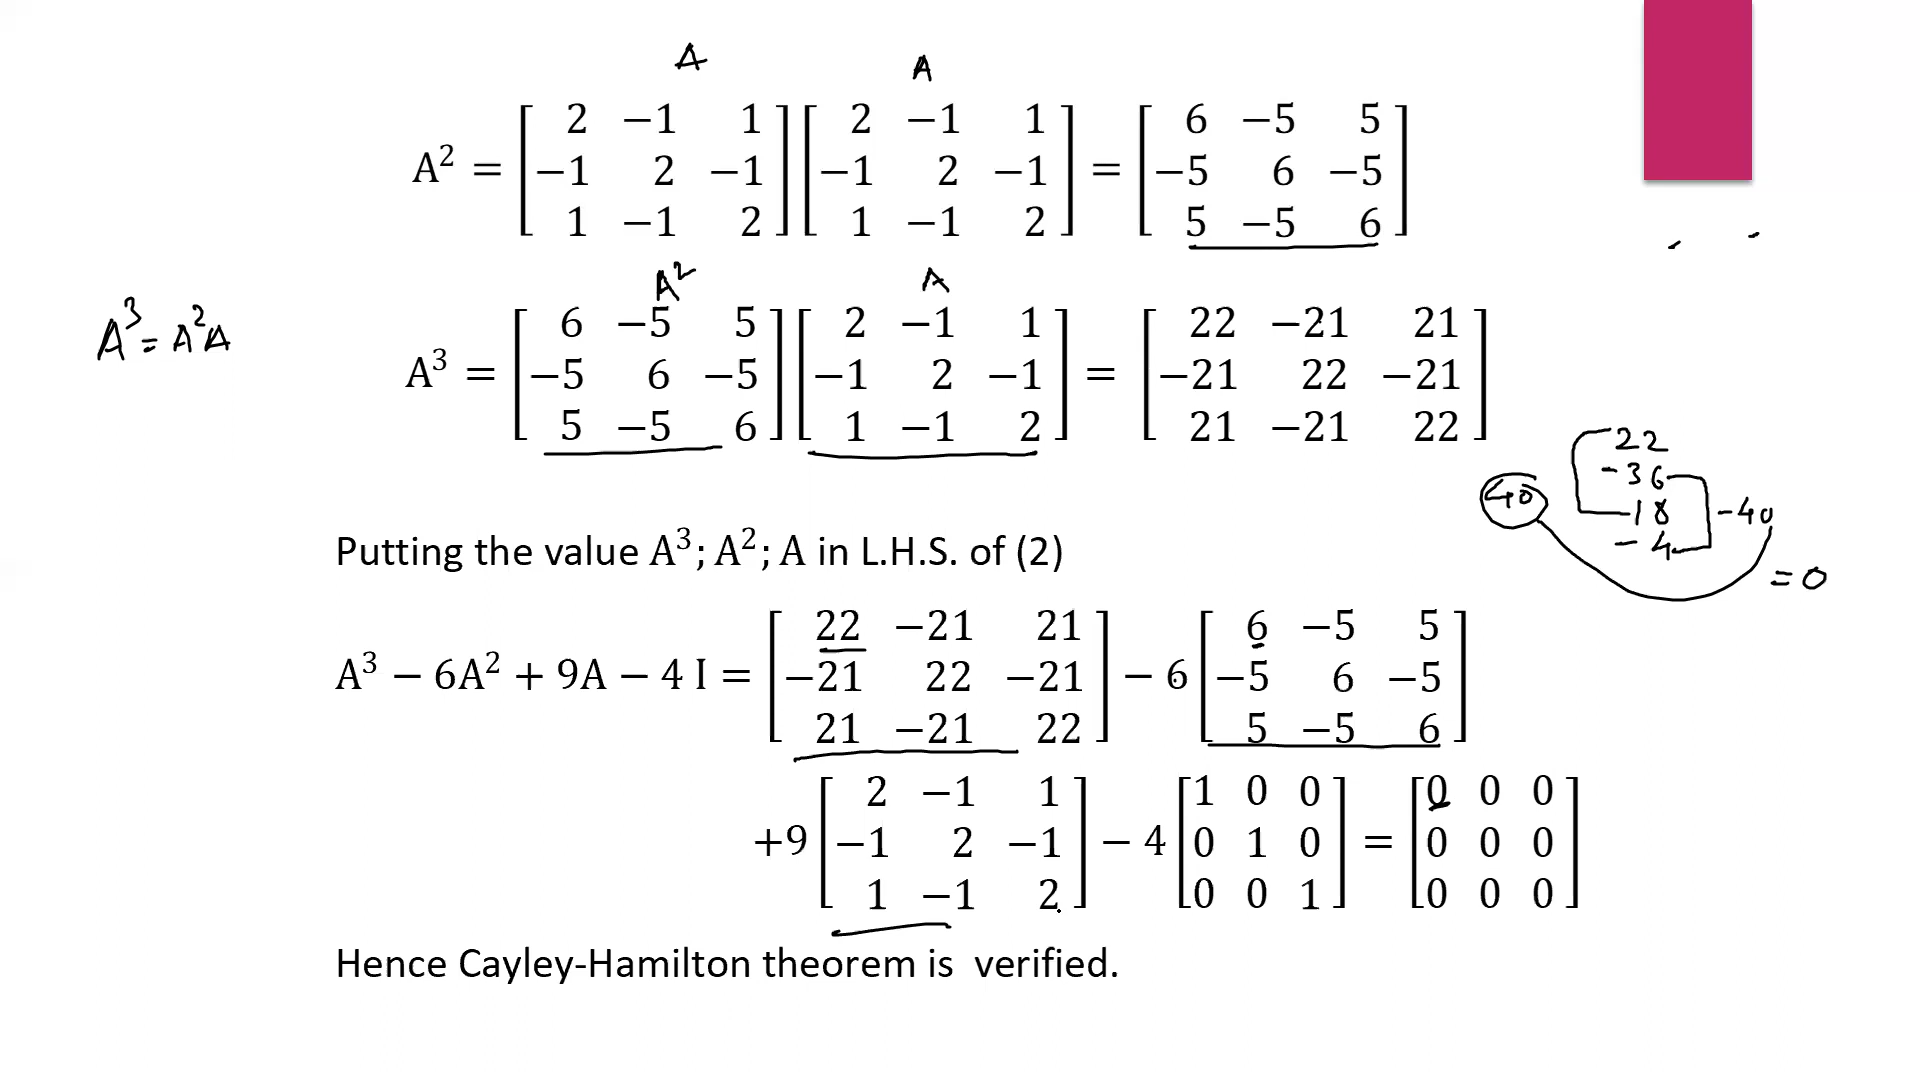 A A
A² = [2 −1 1; −1 2 −1; 1 −1 2] [2 −1 1; −1 2 −1; 1 −1 2] = [6 −5 5; −5 6 −5; 5 −5 6]
A² A
A³ = A²A
A³ = [6 −5 5; −5 6 −5; 5 −5 6] [2 −1 1; −1 2 −1; 1 −1 2] = [22 −21 21; −21 22 −21; 21 −21 22]
22
−36
40 18 −40
−4
= 0
Putting the value A³; A²; A in L.H.S. of (2)
A³ − 6A² + 9A − 4 I = [22 −21 21; −21 22 −21; 21 −21 22] − 6 [6 −5 5; −5 6 −5; 5 −5 6]
+9 [2 −1 1; −1 2 −1; 1 −1 2] − 4 [1 0 0; 0 1 0; 0 0 1] = [0 0 0; 0 0 0; 0 0 0]
Hence Cayley-Hamilton theorem is verified.